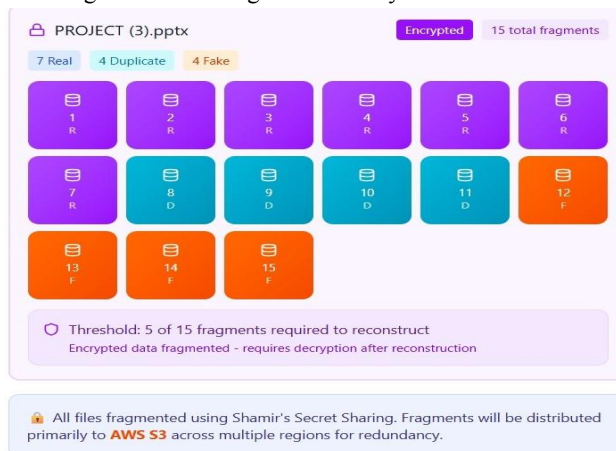 PROJECT (3).pptx
Encrypted
15 total fragments
7 Real
4 Duplicate
4 Fake
1
R
2
R
3
R
4
R
5
R
6
R
7
R
8
D
9
D
10
D
11
D
12
F
13
F
14
F
15
F
Threshold: 5 of 15 fragments required to reconstruct
Encrypted data fragmented - requires decryption after reconstruction
All files fragmented using Shamir's Secret Sharing. Fragments will be distributed
primarily to AWS S3 across multiple regions for redundancy.